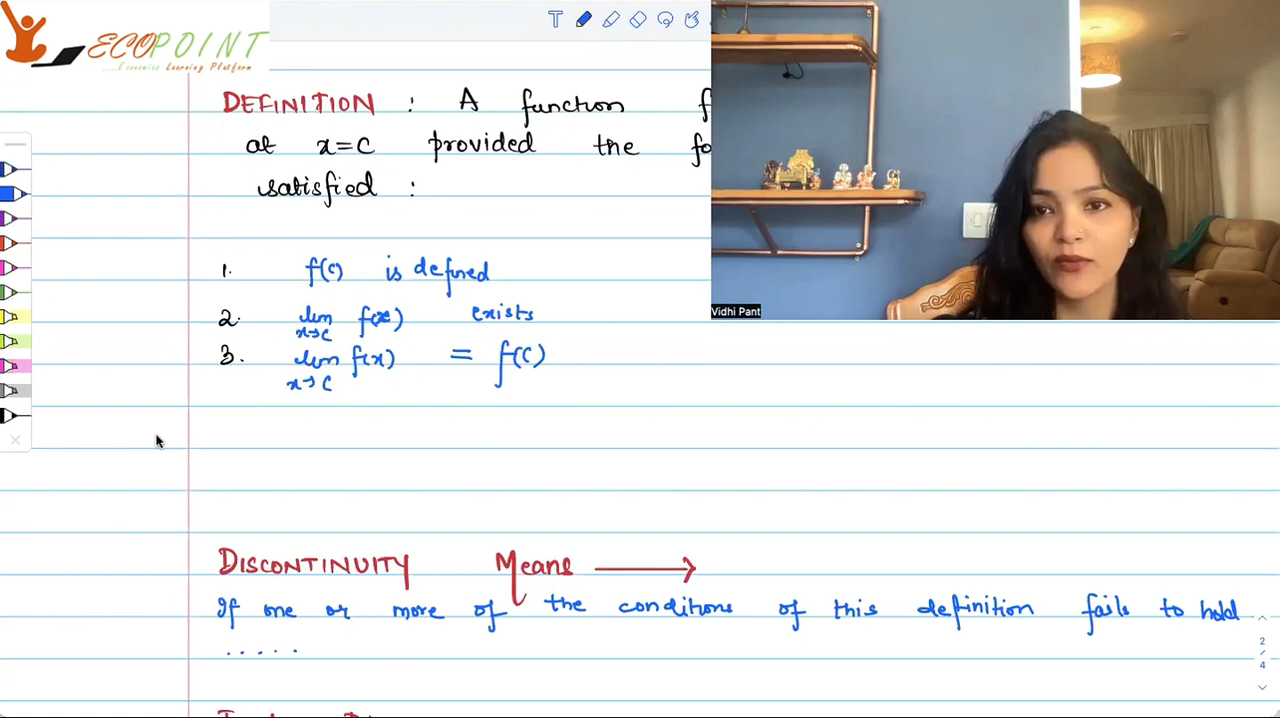 ECOPOINT
.....Economics Learning Platform
DEFINITION : A function f
at x=c provided the fo
satisfied :
1. f(c) is defined
2. lim x→c f(x) exists
3. lim x→c f(x) = f(c)
Vidhi Pant
DISCONTINUITY Means →
If one or more of the conditions of this definition fails to hold
.....
2
/
4